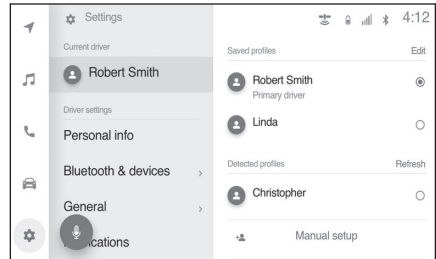 Settings
4:12
Current driver
Robert Smith
Driver settings
Personal info
Bluetooth & devices
General
Saved profiles
Edit
Robert Smith
Primary driver
Linda
Detected profiles
Refresh
Christopher
Manual setup